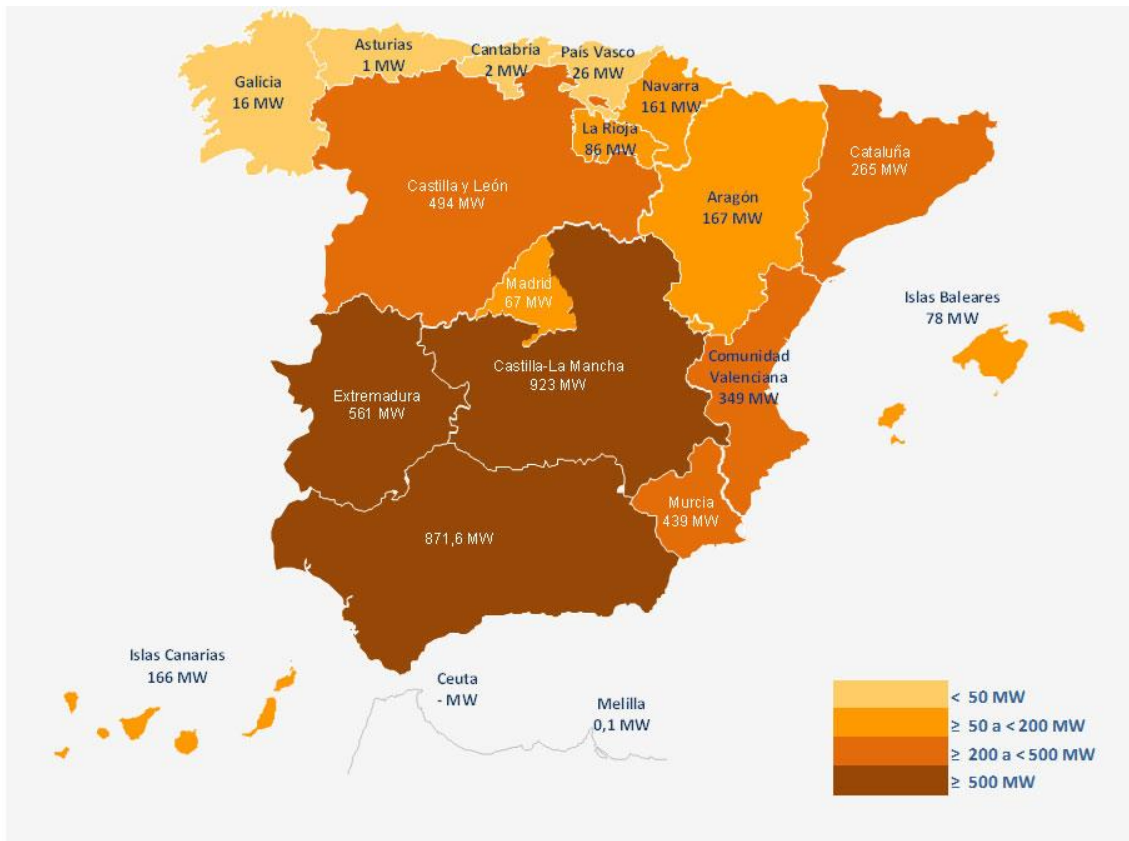 Asturias
1 MW
Cantabria
2 MW
País Vasco
26 MW
Galicia
16 MW
Navarra
161 MW
La Rioja
86 MW
Cataluña
265 MW
Castilla y León
494 MW
Aragón
167 MW
Madrid
67 MW
Islas Baleares
78 MW
Castilla-La Mancha
923 MW
Comunidad
Valenciana
349 MW
Extremadura
561 MW
Murcia
439 MW
871,6 MW
Islas Canarias
166 MW
Ceuta
- MW
Melilla
0,1 MW
< 50 MW
≥ 50 a < 200 MW
≥ 200 a < 500 MW
≥ 500 MW